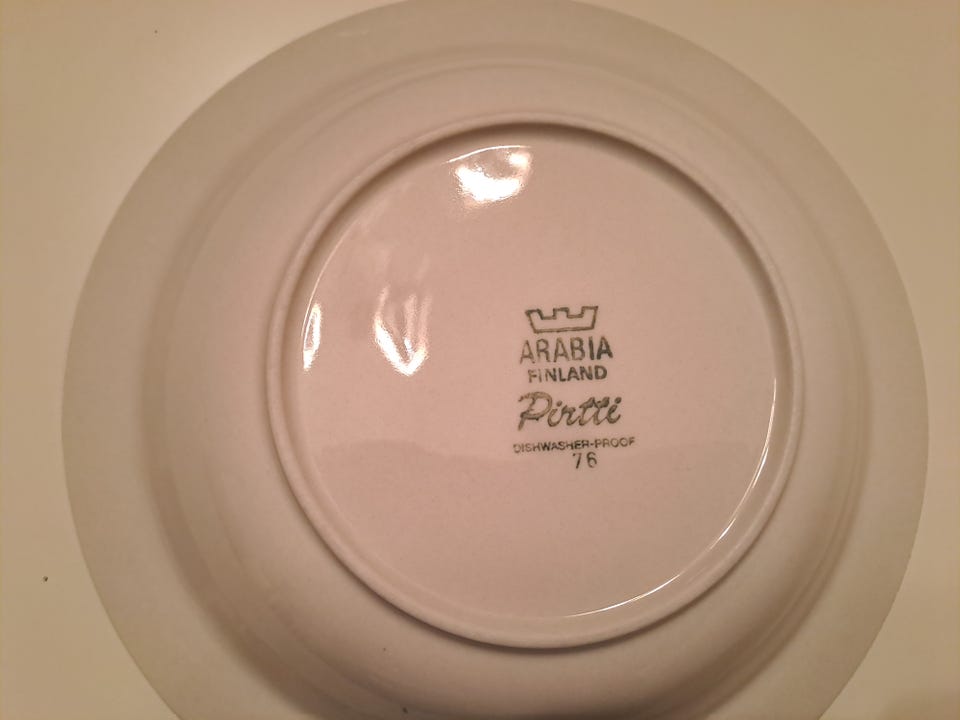 ARABIA
FINLAND
Pirtti
DISHWASHER-PROOF
76